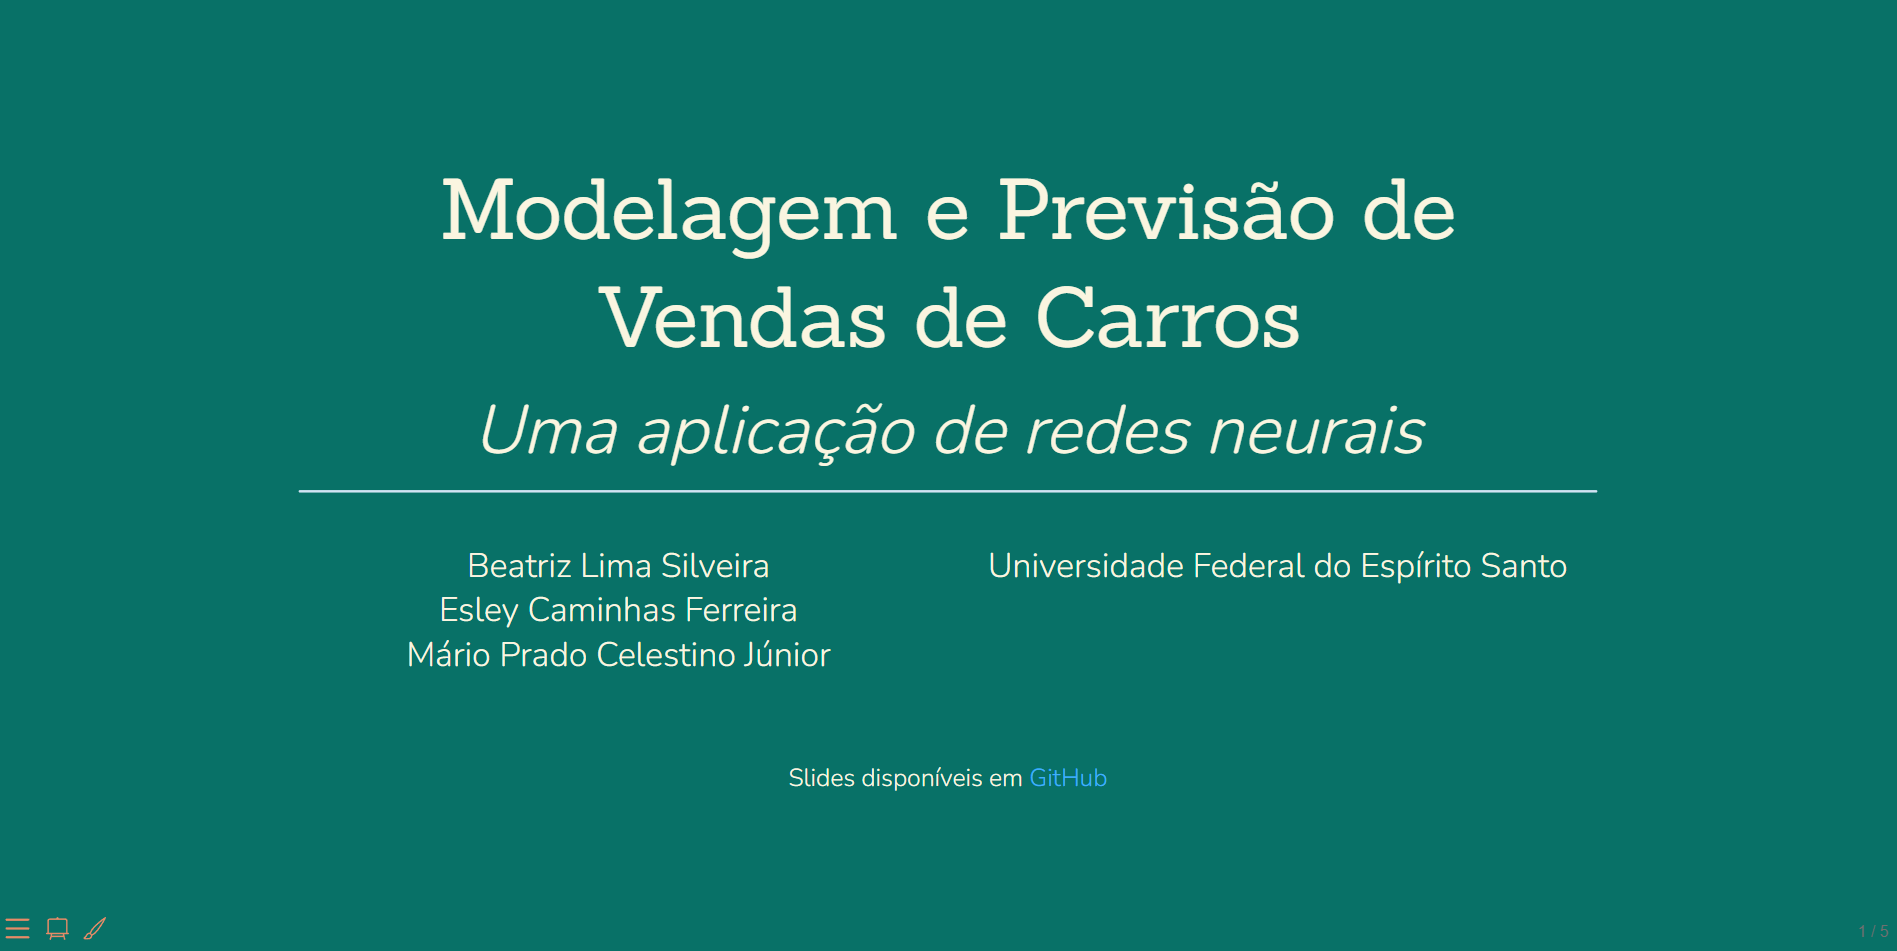 Modelagem e Previsão de
Vendas de Carros
Uma aplicação de redes neurais
Beatriz Lima Silveira
Esley Caminhas Ferreira
Mário Prado Celestino Júnior
Universidade Federal do Espírito Santo
Slides disponíveis em GitHub
1 / 5